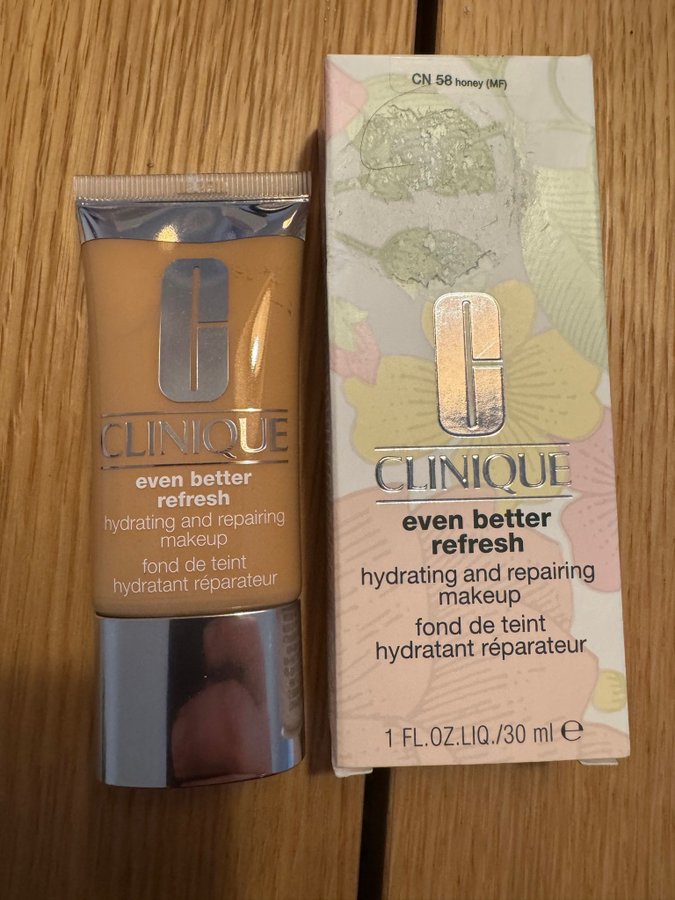 C
CLINIQUE
even better
refresh
hydrating and repairing
makeup
fond de teint
hydratant réparateur
CN 58 honey (MF)
C
CLINIQUE
even better
refresh
hydrating and repairing
makeup
fond de teint
hydratant réparateur
1 FL.OZ.LIQ./30 ml ℮